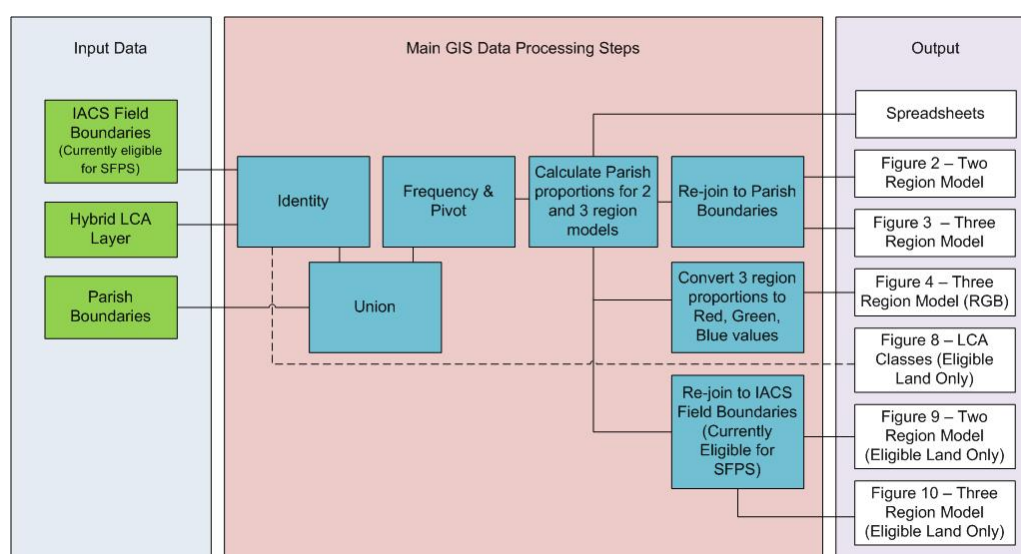 Input Data
IACS Field
Boundaries
(Currently eligible
for SFPS)
Hybrid LCA
Layer
Parish
Boundaries
Main GIS Data Processing Steps
Identity
Frequency &
Pivot
Calculate Parish
proportions for 2
and 3 region
models
Re-join to Parish
Boundaries
Union
Convert 3 region
proportions to
Red, Green,
Blue values
Re-join to IACS
Field Boundaries
(Currently
Eligible for
SFPS)
Output
Spreadsheets
Figure 2 – Two
Region Model
Figure 3  – Three
Region Model
Figure 4 – Three
Region Model (RGB)
Figure 8 – LCA
Classes (Eligible
Land Only)
Figure 9 – Two
Region Model
(Eligible Land Only)
Figure 10 – Three
Region Model
(Eligible Land Only)